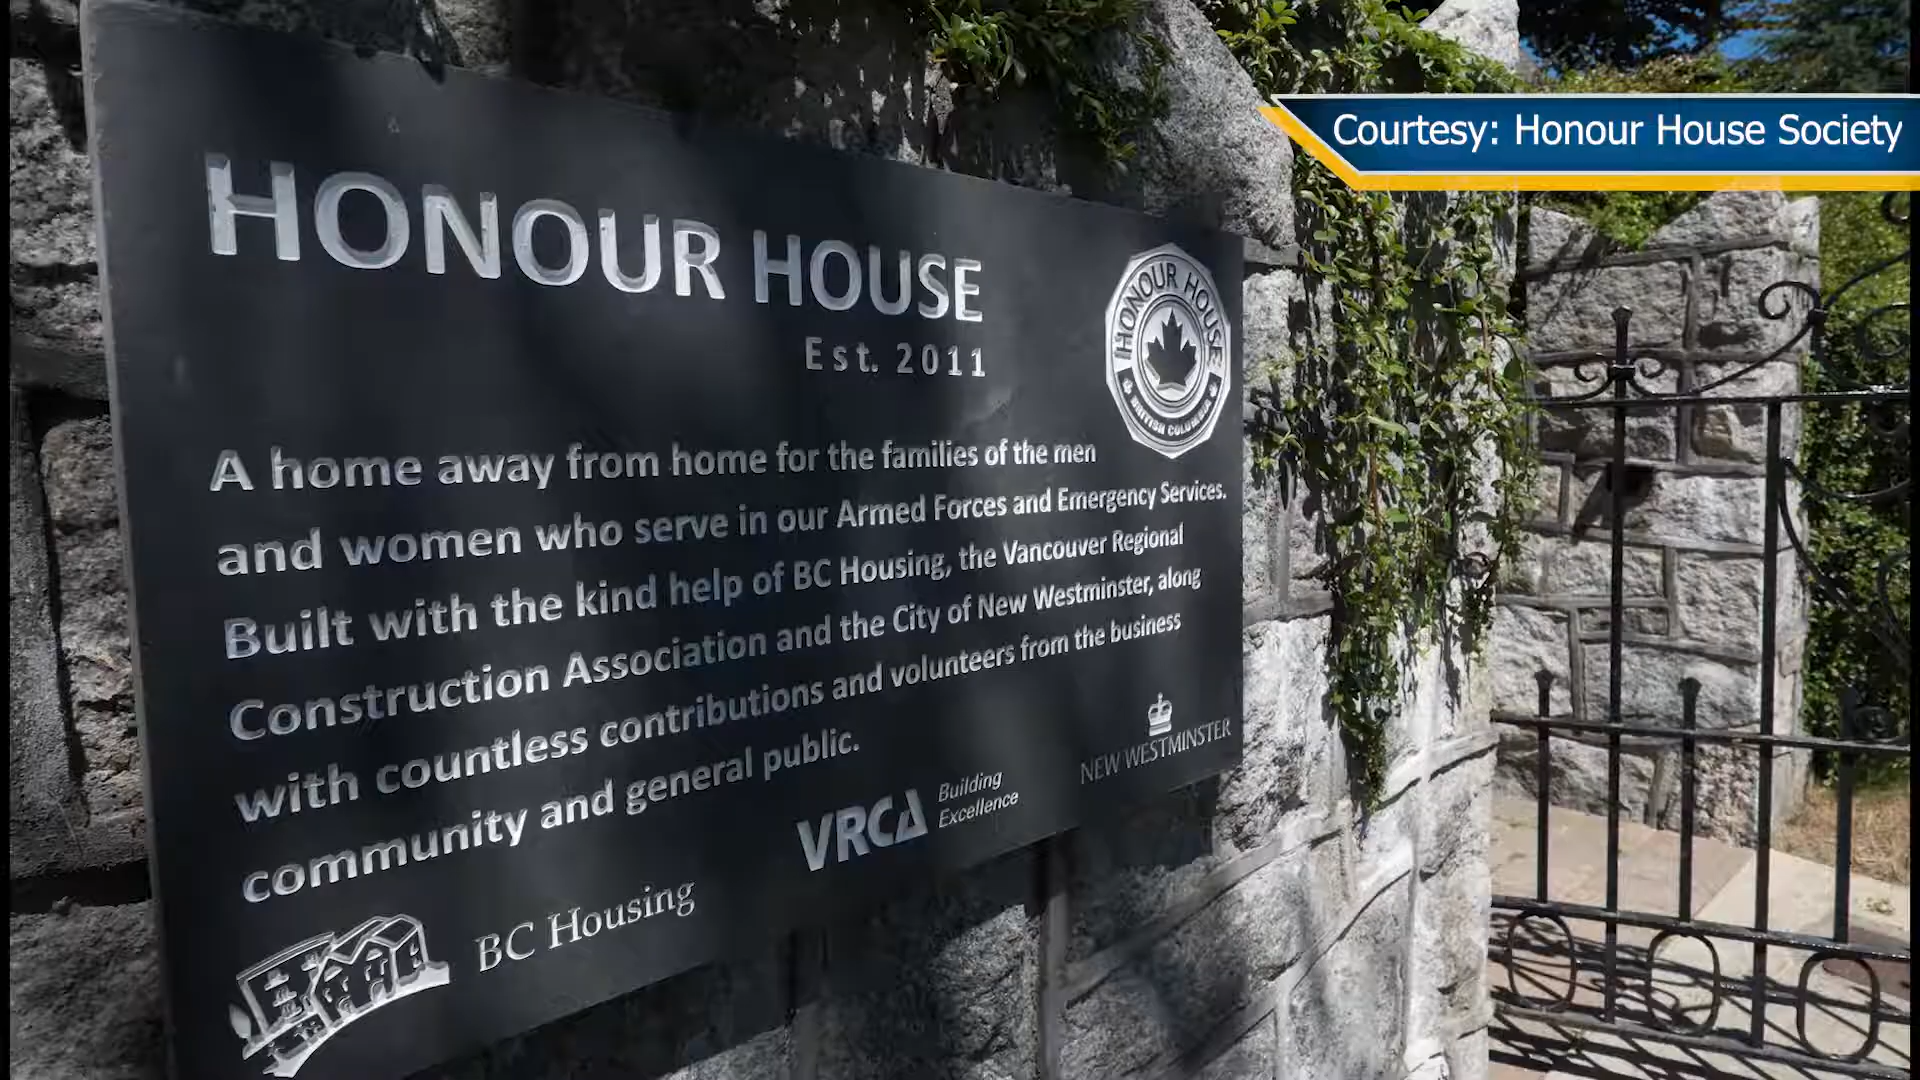 Courtesy: Honour House Society
HONOUR HOUSE
Est. 2011
HONOUR HOUSE
BRITISH COLUMBIA
A home away from home for the families of the men
and women who serve in our Armed Forces and Emergency Services.
Built with the kind help of BC Housing, the Vancouver Regional
Construction Association and the City of New Westminster, along
with countless contributions and volunteers from the business
community and general public.
BC Housing
VRCA
Building
Excellence
NEW WESTMINSTER